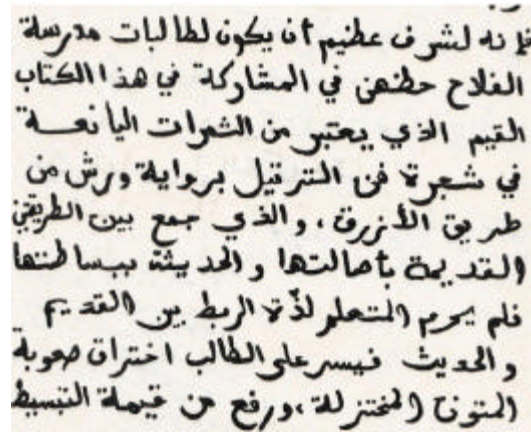 فإنه لشرف عظيم أن يكون لطالبات مدرسة
الفلاح حظهن في المشاركة في هذا الكتاب
القيم الذي يعتبر من الثمرات اليانعة
في شجرة فن الترتيل برواية ورش من
طريق الأزرق، والذي جمع بين الطريقتين
القديمة بأصالتها والحديثة ببساطتها
فلم يحرم المتعلم لذّة الربط بين القديم
والحديث فيسر على الطالب اختراق صعوبة
المتون المختزلة، ورفع من قيمة التبسيط